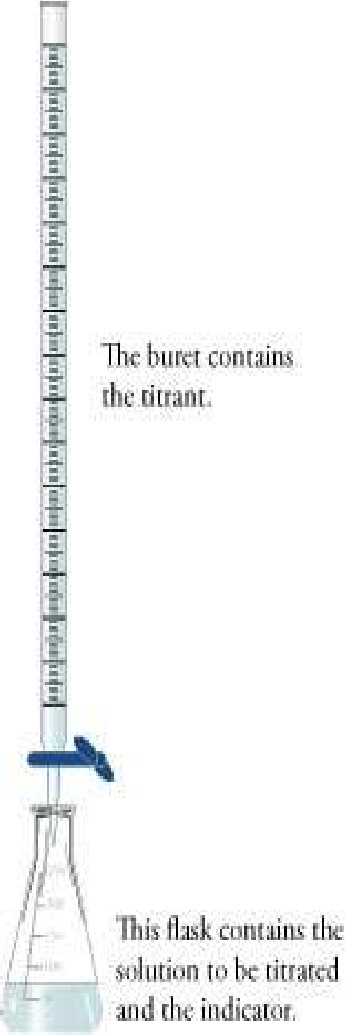 The buret contains
the titrant.
This flask contains the
solution to be titrated
and the indicator.